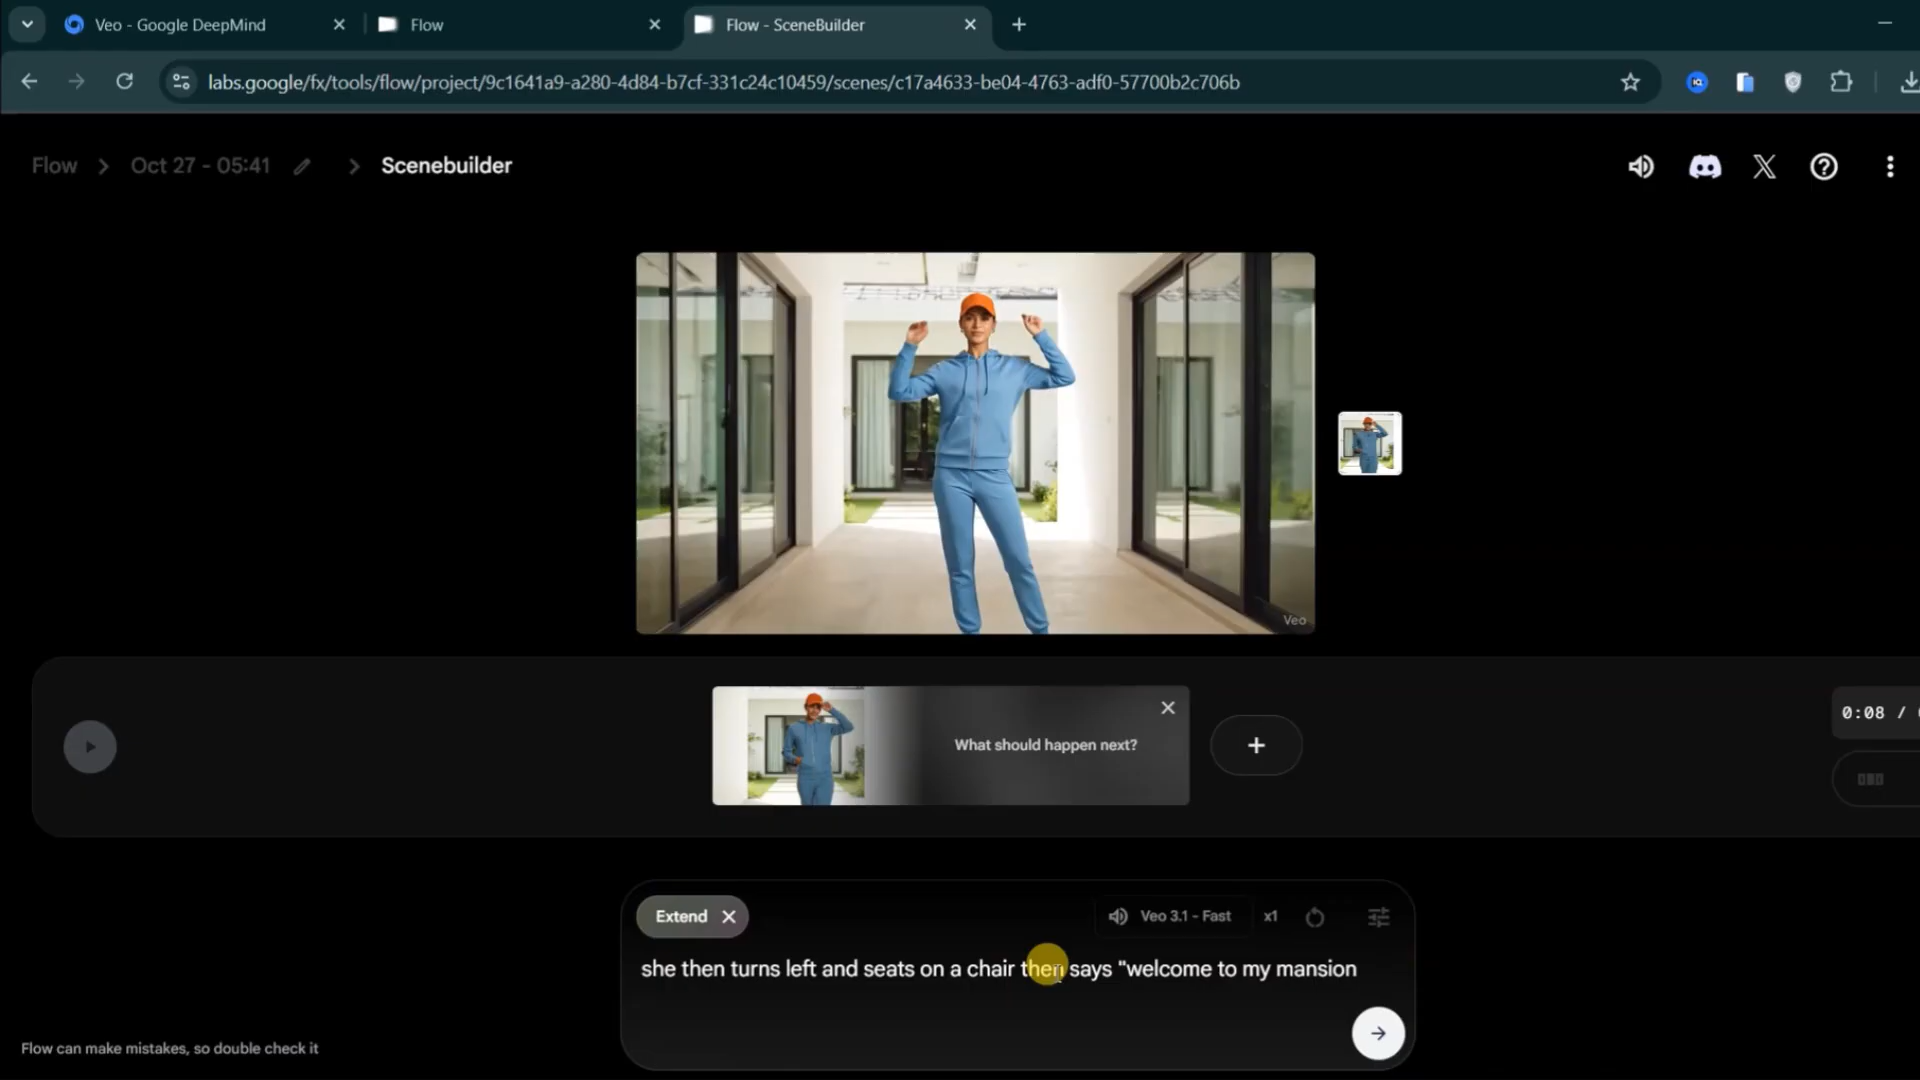 Veo - Google DeepMind
Flow
Flow - SceneBuilder
labs.google/fx/tools/flow/project/9c1641a9-a280-4d84-b7cf-331c24c10459/scenes/c17a4633-be04-4763-adf0-57700b2c706b
Flow > Oct 27 - 05:41 > Scenebuilder
Veo
What should happen next?
0:08 /
Extend
Veo 3.1 - Fast
x1
she then turns left and seats on a chair then says "welcome to my mansion
Flow can make mistakes, so double check it